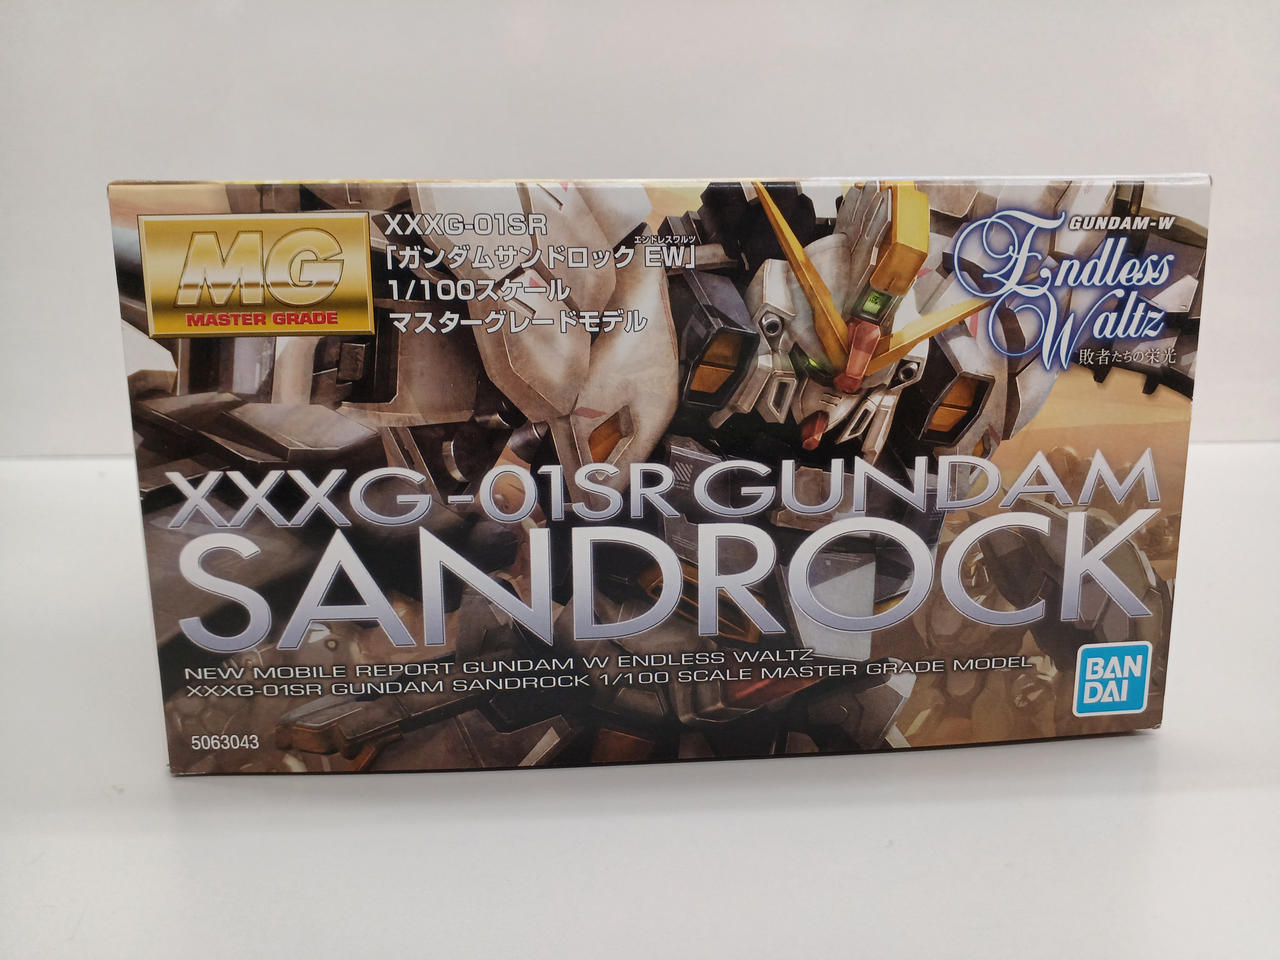 MG
MASTER GRADE
XXXG-01SR
「ガンダムサンドロック EW」
エンドレスワルツ
1/100スケール
マスターグレードモデル
GUNDAM-W
Endless
Waltz
敗者たちの栄光
XXXG-01SR GUNDAM
SANDROCK
NEW MOBILE REPORT GUNDAM W ENDLESS WALTZ
XXXG-01SR GUNDAM SANDROCK 1/100 SCALE MASTER GRADE MODEL
BAN
DAI
5063043